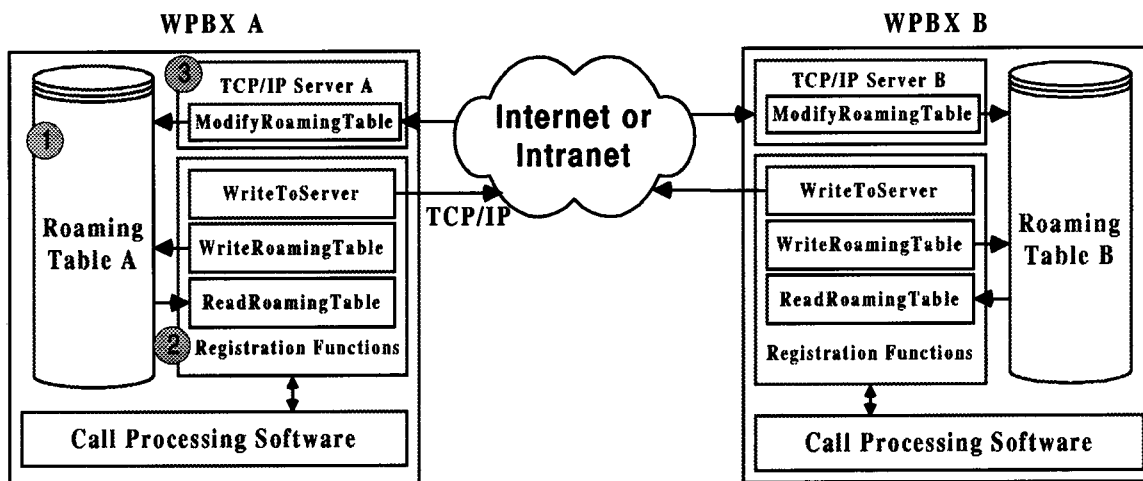 WPBX A
WPBX B
3
TCP/IP Server A
ModifyRoamingTable
1
WriteToServer
WriteRoamingTable
ReadRoamingTable
2
Registration Functions
Roaming
Table A
Call Processing Software
Internet or
Intranet
TCP/IP
TCP/IP Server B
ModifyRoamingTable
WriteToServer
WriteRoamingTable
ReadRoamingTable
Registration Functions
Roaming
Table B
Call Processing Software